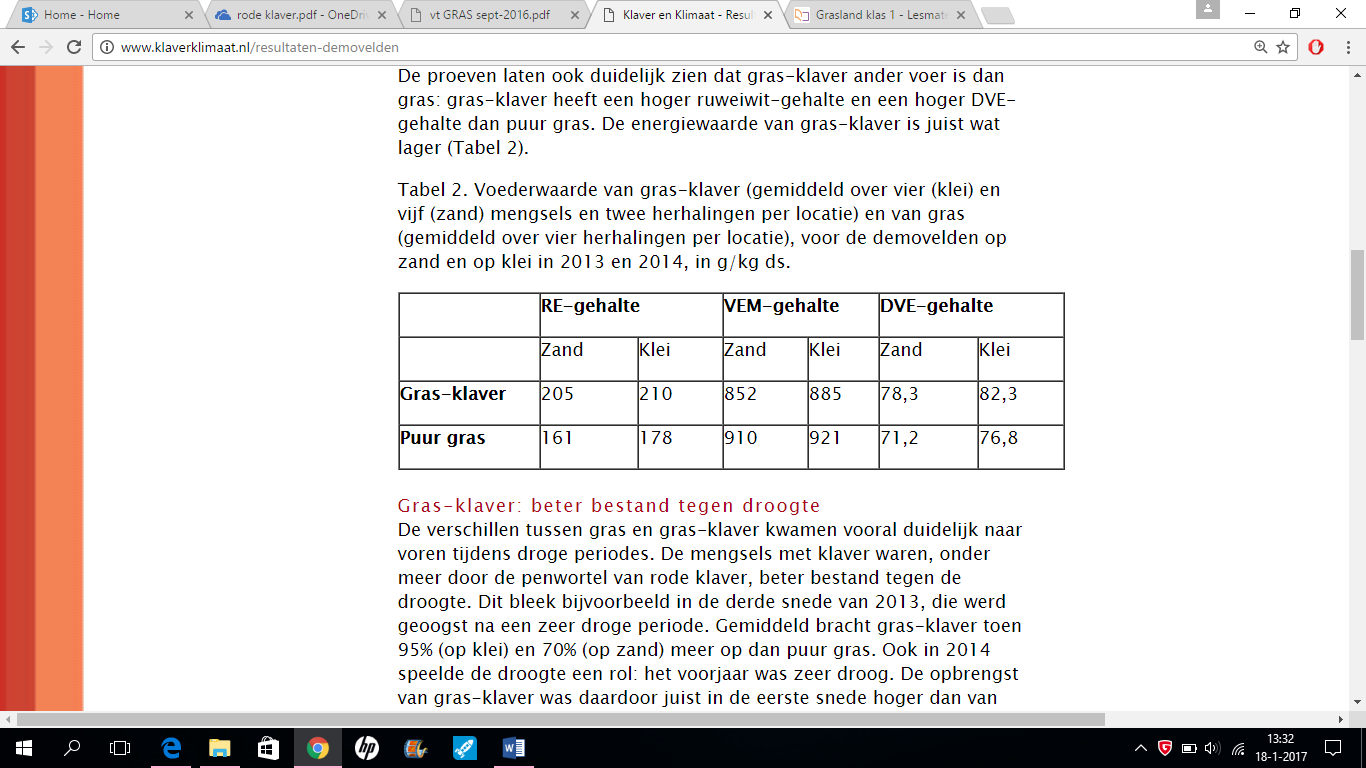 Home - Home
rode klaver.pdf - OneDri
vt GRAS sept-2016.pdf
Klaver en Klimaat - Resul
Grasland klas 1 - Lesmate
www.klaverklimaat.nl/resultaten-demovelden
De proeven laten ook duidelijk zien dat gras-klaver ander voer is dan
gras: gras-klaver heeft een hoger ruweiwit-gehalte en een hoger DVE-
gehalte dan puur gras. De energiewaarde van gras-klaver is juist wat
lager (Tabel 2).
Tabel 2. Voederwaarde van gras-klaver (gemiddeld over vier (klei) en
vijf (zand) mengsels en twee herhalingen per locatie) en van gras
(gemiddeld over vier herhalingen per locatie), voor de demovelden op
zand en op klei in 2013 en 2014, in g/kg ds.
RE-gehalte VEM-gehalte DVE-gehalte
Zand Klei Zand Klei Zand Klei
Gras-klaver 205 210 852 885 78,3 82,3
Puur gras 161 178 910 921 71,2 76,8
Gras-klaver: beter bestand tegen droogte
De verschillen tussen gras en gras-klaver kwamen vooral duidelijk naar
voren tijdens droge periodes. De mengsels met klaver waren, onder
meer door de penwortel van rode klaver, beter bestand tegen de
droogte. Dit bleek bijvoorbeeld in de derde snede van 2013, die werd
geoogst na een zeer droge periode. Gemiddeld bracht gras-klaver toen
95% (op klei) en 70% (op zand) meer op dan puur gras. Ook in 2014
speelde de droogte een rol: het voorjaar was zeer droog. De opbrengst
van gras-klaver was daardoor juist in de eerste snede hoger dan van
13:32
18-1-2017